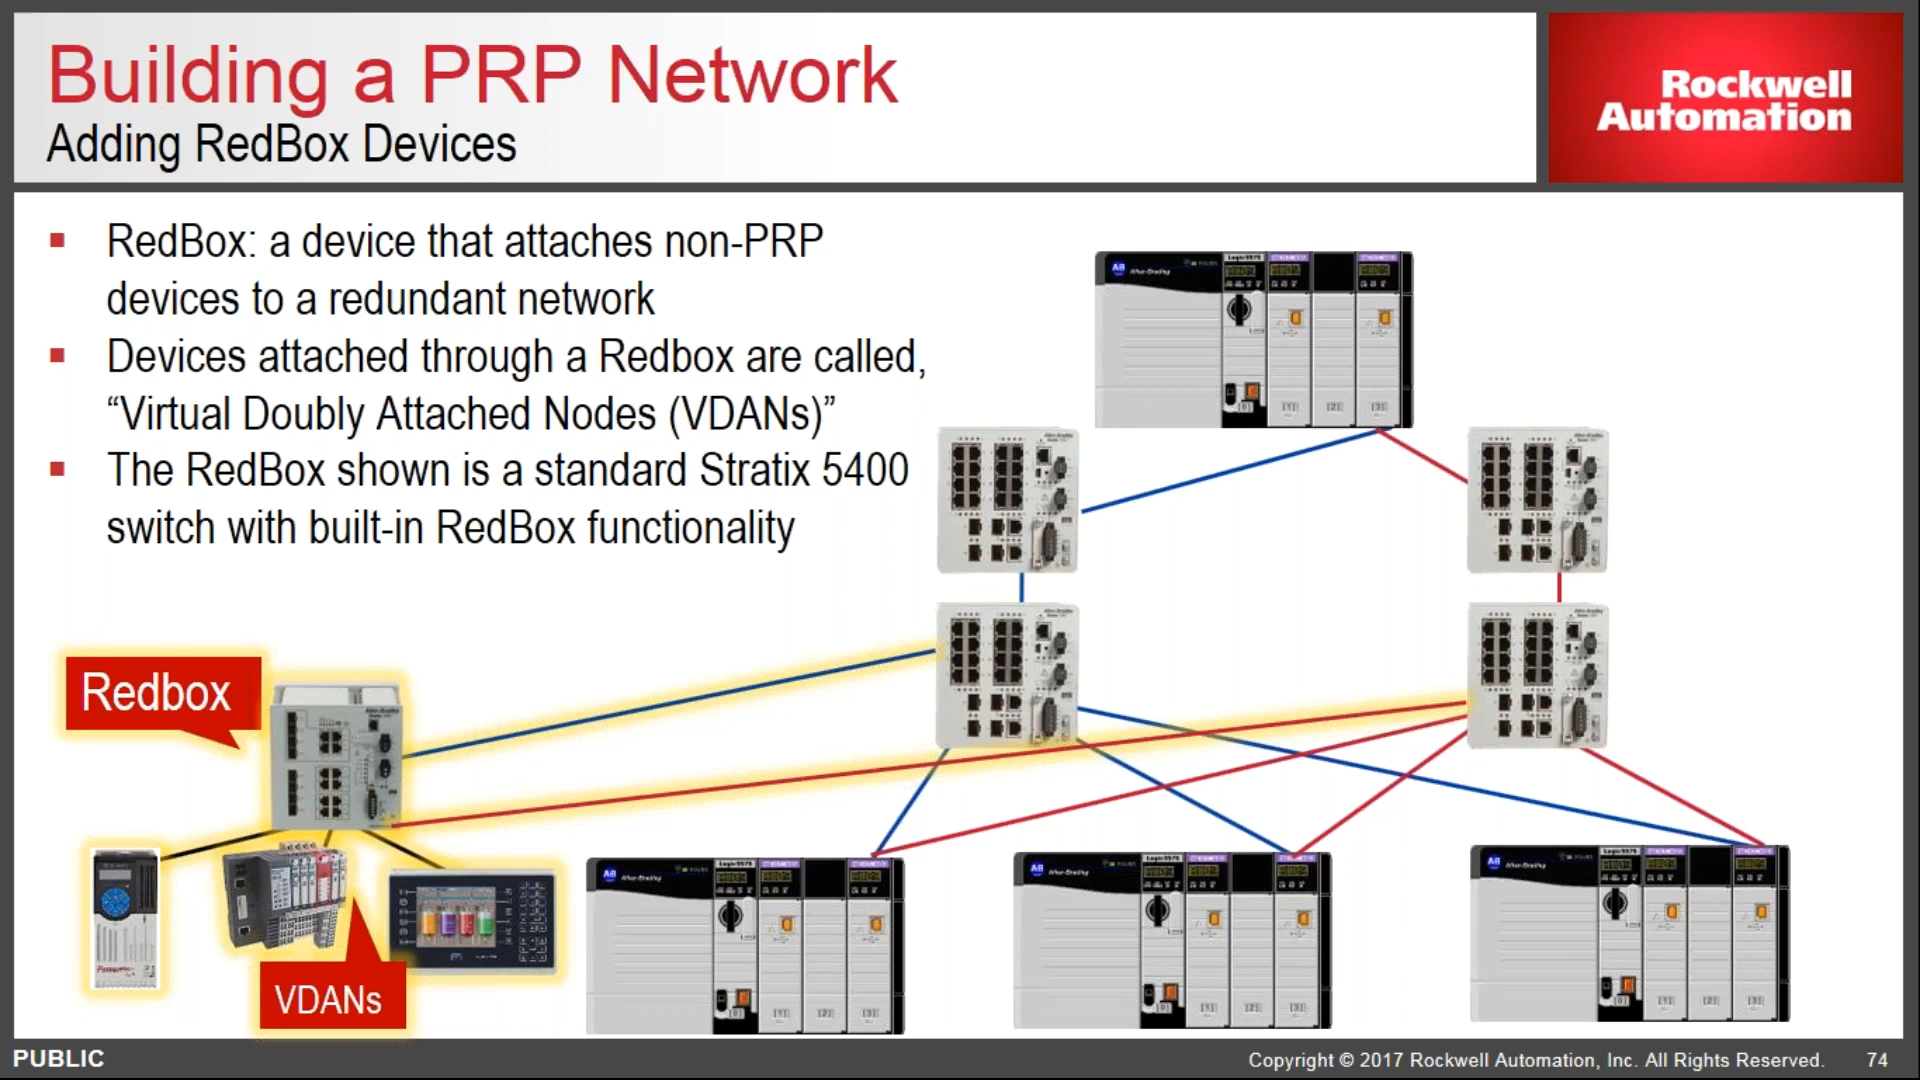 Building a PRP Network
Adding RedBox Devices
Rockwell
Automation
RedBox: a device that attaches non-PRP
devices to a redundant network
Devices attached through a Redbox are called,
“Virtual Doubly Attached Nodes (VDANs)”
The RedBox shown is a standard Stratix 5400
switch with built-in RedBox functionality
Redbox
VDANs
PUBLIC
Copyright © 2017 Rockwell Automation, Inc. All Rights Reserved.
74